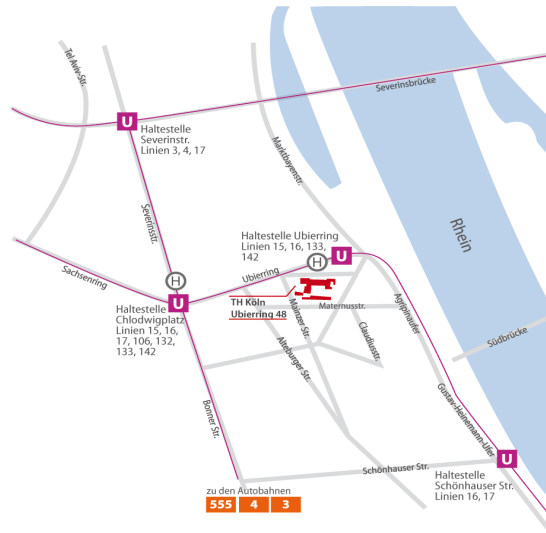 Tel Aviv-Str.
Severinsbrücke
U
Haltestelle
Severinstr.
Linien 3, 4, 17
Marktbayenstr.
Severinsstr.
Rhein
Haltestelle Ubierring
Linien 15, 16, 133,
142
H
U
Sachsenring
H
Ubierring
TH Köln
Ubierring 48
Mainzer Str.
Maternusstr.
Agripinaufer
U
Haltestelle
Chlodwigplatz
Linien 15, 16,
17, 106, 132,
133, 142
Alteburger Str.
Claudiusstr.
Südbrücke
Bonner Str.
Gustav-Heinemann-Ufer
Schönhauser Str.
U
Haltestelle
Schönhauser Str.
Linien 16, 17
zu den Autobahnen
555 4 3